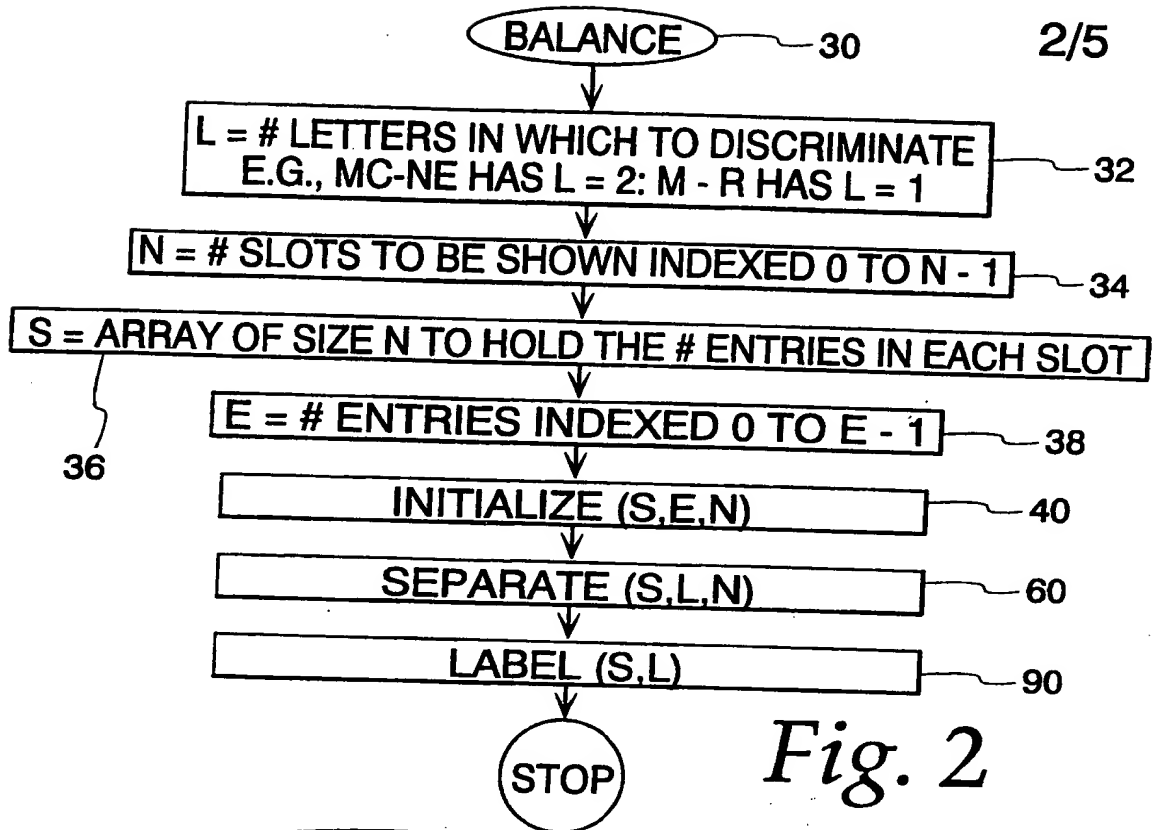 BALANCE
30
2/5
L = # LETTERS IN WHICH TO DISCRIMINATE
E.G., MC-NE HAS L = 2: M - R HAS L = 1
32
N = # SLOTS TO BE SHOWN INDEXED 0 TO N - 1
34
S = ARRAY OF SIZE N TO HOLD THE # ENTRIES IN EACH SLOT
36
E = # ENTRIES INDEXED 0 TO E - 1
38
INITIALIZE (S,E,N)
40
SEPARATE (S,L,N)
60
LABEL (S,L)
90
STOP
Fig. 2